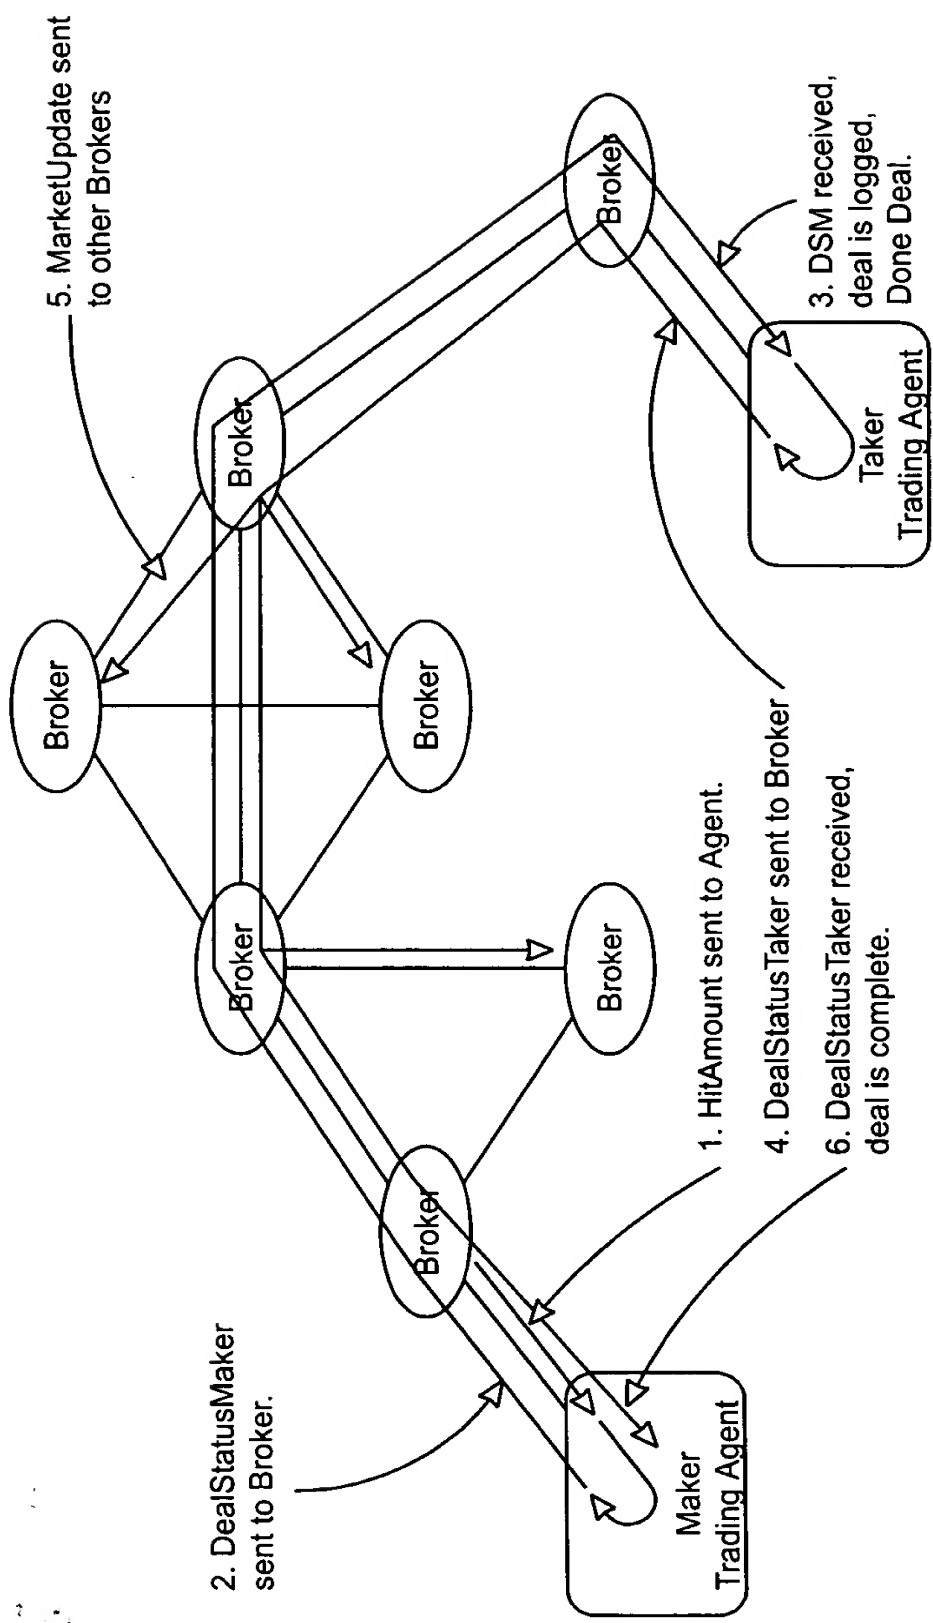 5. MarketUpdate sent
to other Brokers
2. DealStatusMaker
sent to Broker.
Broker
Broker
Broker
Broker
Broker
Broker
Broker
Maker
Trading Agent
1. HitAmount sent to Agent.
4. DealStatusTaker sent to Broker
6. DealStatusTaker received,
deal is complete.
Taker
Trading Agent
3. DSM received,
deal is logged,
Done Deal.